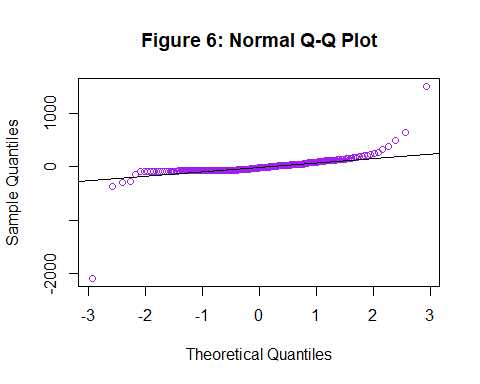 Figure 6: Normal Q-Q Plot
Sample Quantiles
1000
0
-2000
-3 -2 -1 0 1 2 3
Theoretical Quantiles